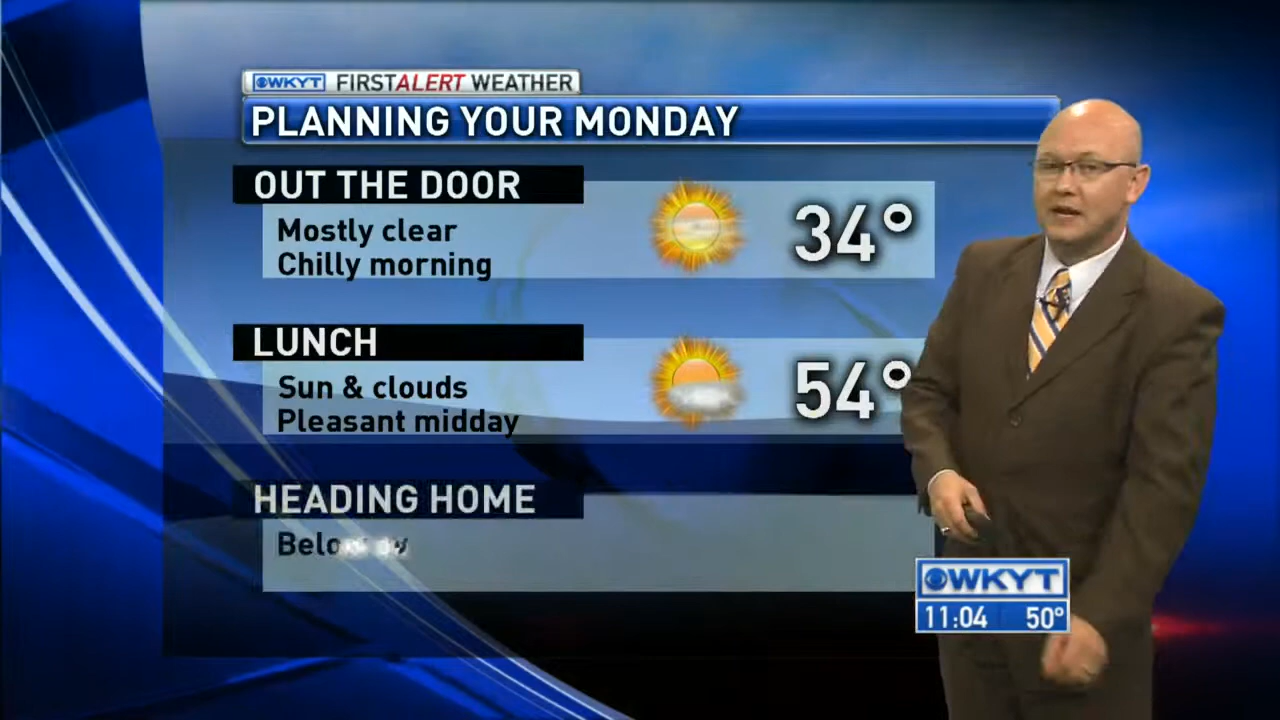 WKYT FIRSTALERT WEATHER
PLANNING YOUR MONDAY
OUT THE DOOR
Mostly clear
Chilly morning
34°
LUNCH
Sun & clouds
Pleasant midday
54°
HEADING HOME
WKYT
11:04 50°